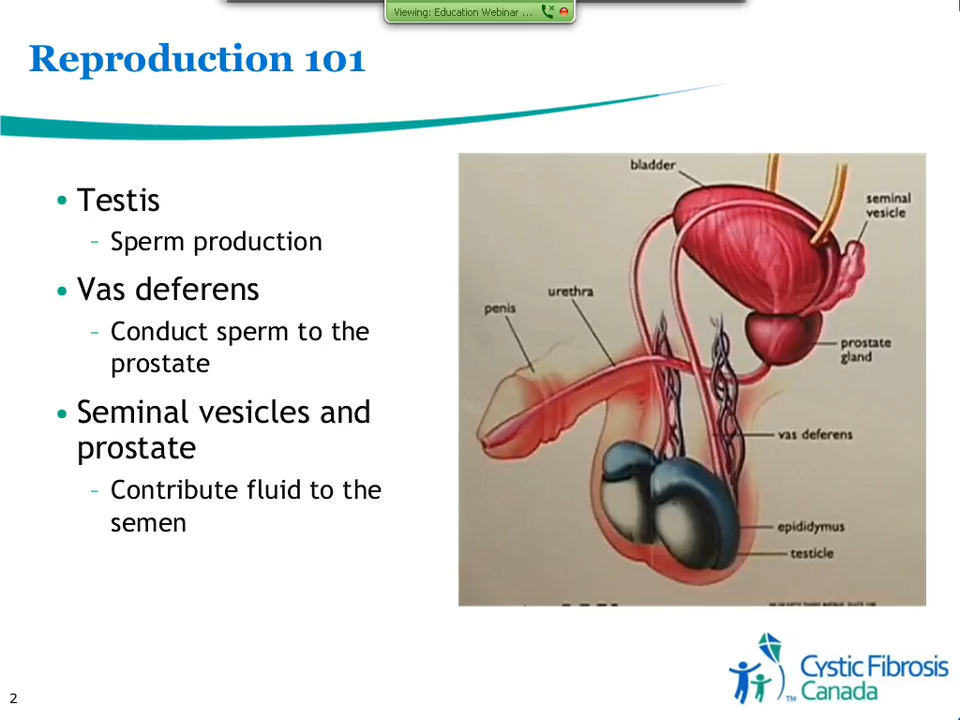 Viewing: Education Webinar ...
Reproduction 101
• Testis
– Sperm production
• Vas deferens
– Conduct sperm to the
prostate
• Seminal vesicles and
prostate
– Contribute fluid to the
semen
bladder
seminal
vesicle
urethra
penis
prostate
gland
vas deferens
epididymus
testicle
Cystic Fibrosis
Canada
TM
2